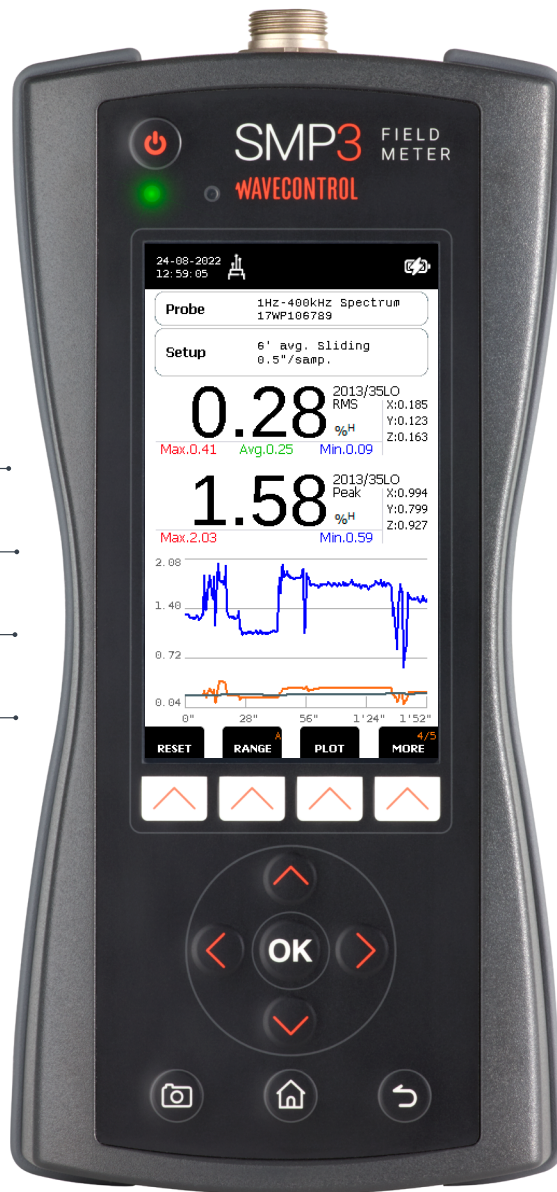 SMP3 FIELD
METER
WAVECONTROL
24-08-2022
12:59:05
Probe
1Hz-400kHz Spectrum
17WP106789
Setup
6' avg. Sliding
0.5"/samp.
0.28
2013/35LO
RMS
%H
X:0.185
Y:0.123
Z:0.163
Max.0.41 Avg.0.25 Min.0.09
1.58
2013/35LO
Peak
%H
X:0.994
Y:0.799
Z:0.927
Max.2.03 Min.0.59
2.08
1.40
0.72
0.04
0" 28" 56" 1'24" 1'52"
RESET
RANGE A
PLOT
MORE 4/5
OK